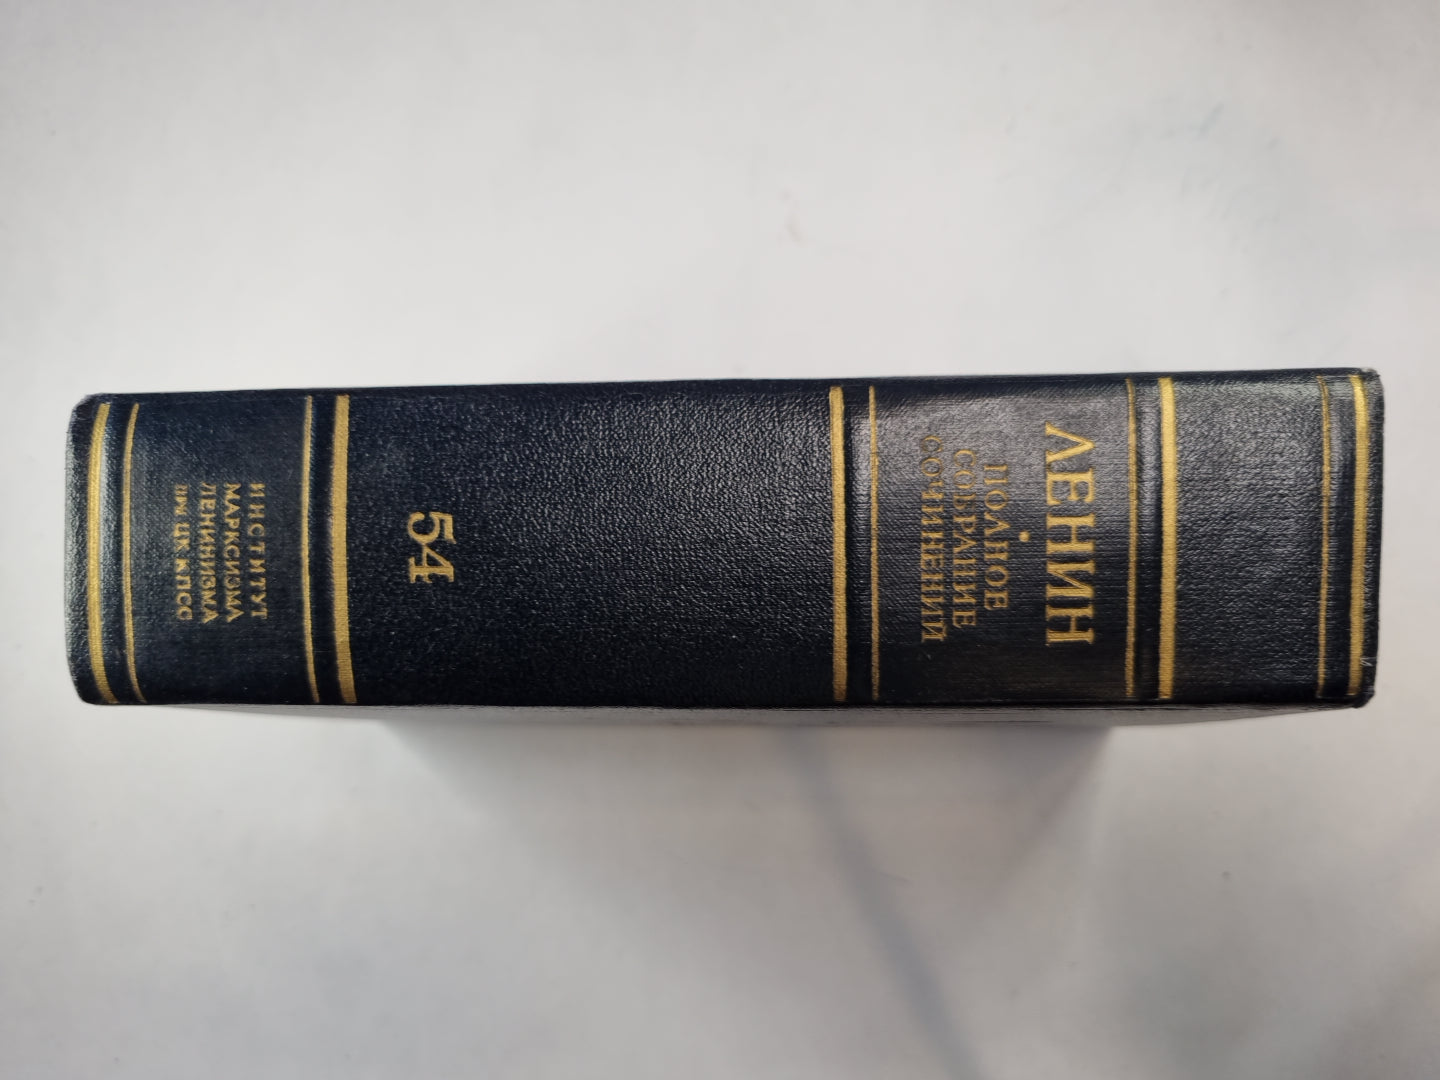 ЛЕНИН
ПОЛНОЕ
СОБРАНИЕ
СОЧИНЕНИЙ
54
ИНСТИТУТ
МАРКСИЗМА
ЛЕНИНИЗМА
ПРИ ЦК КПСС